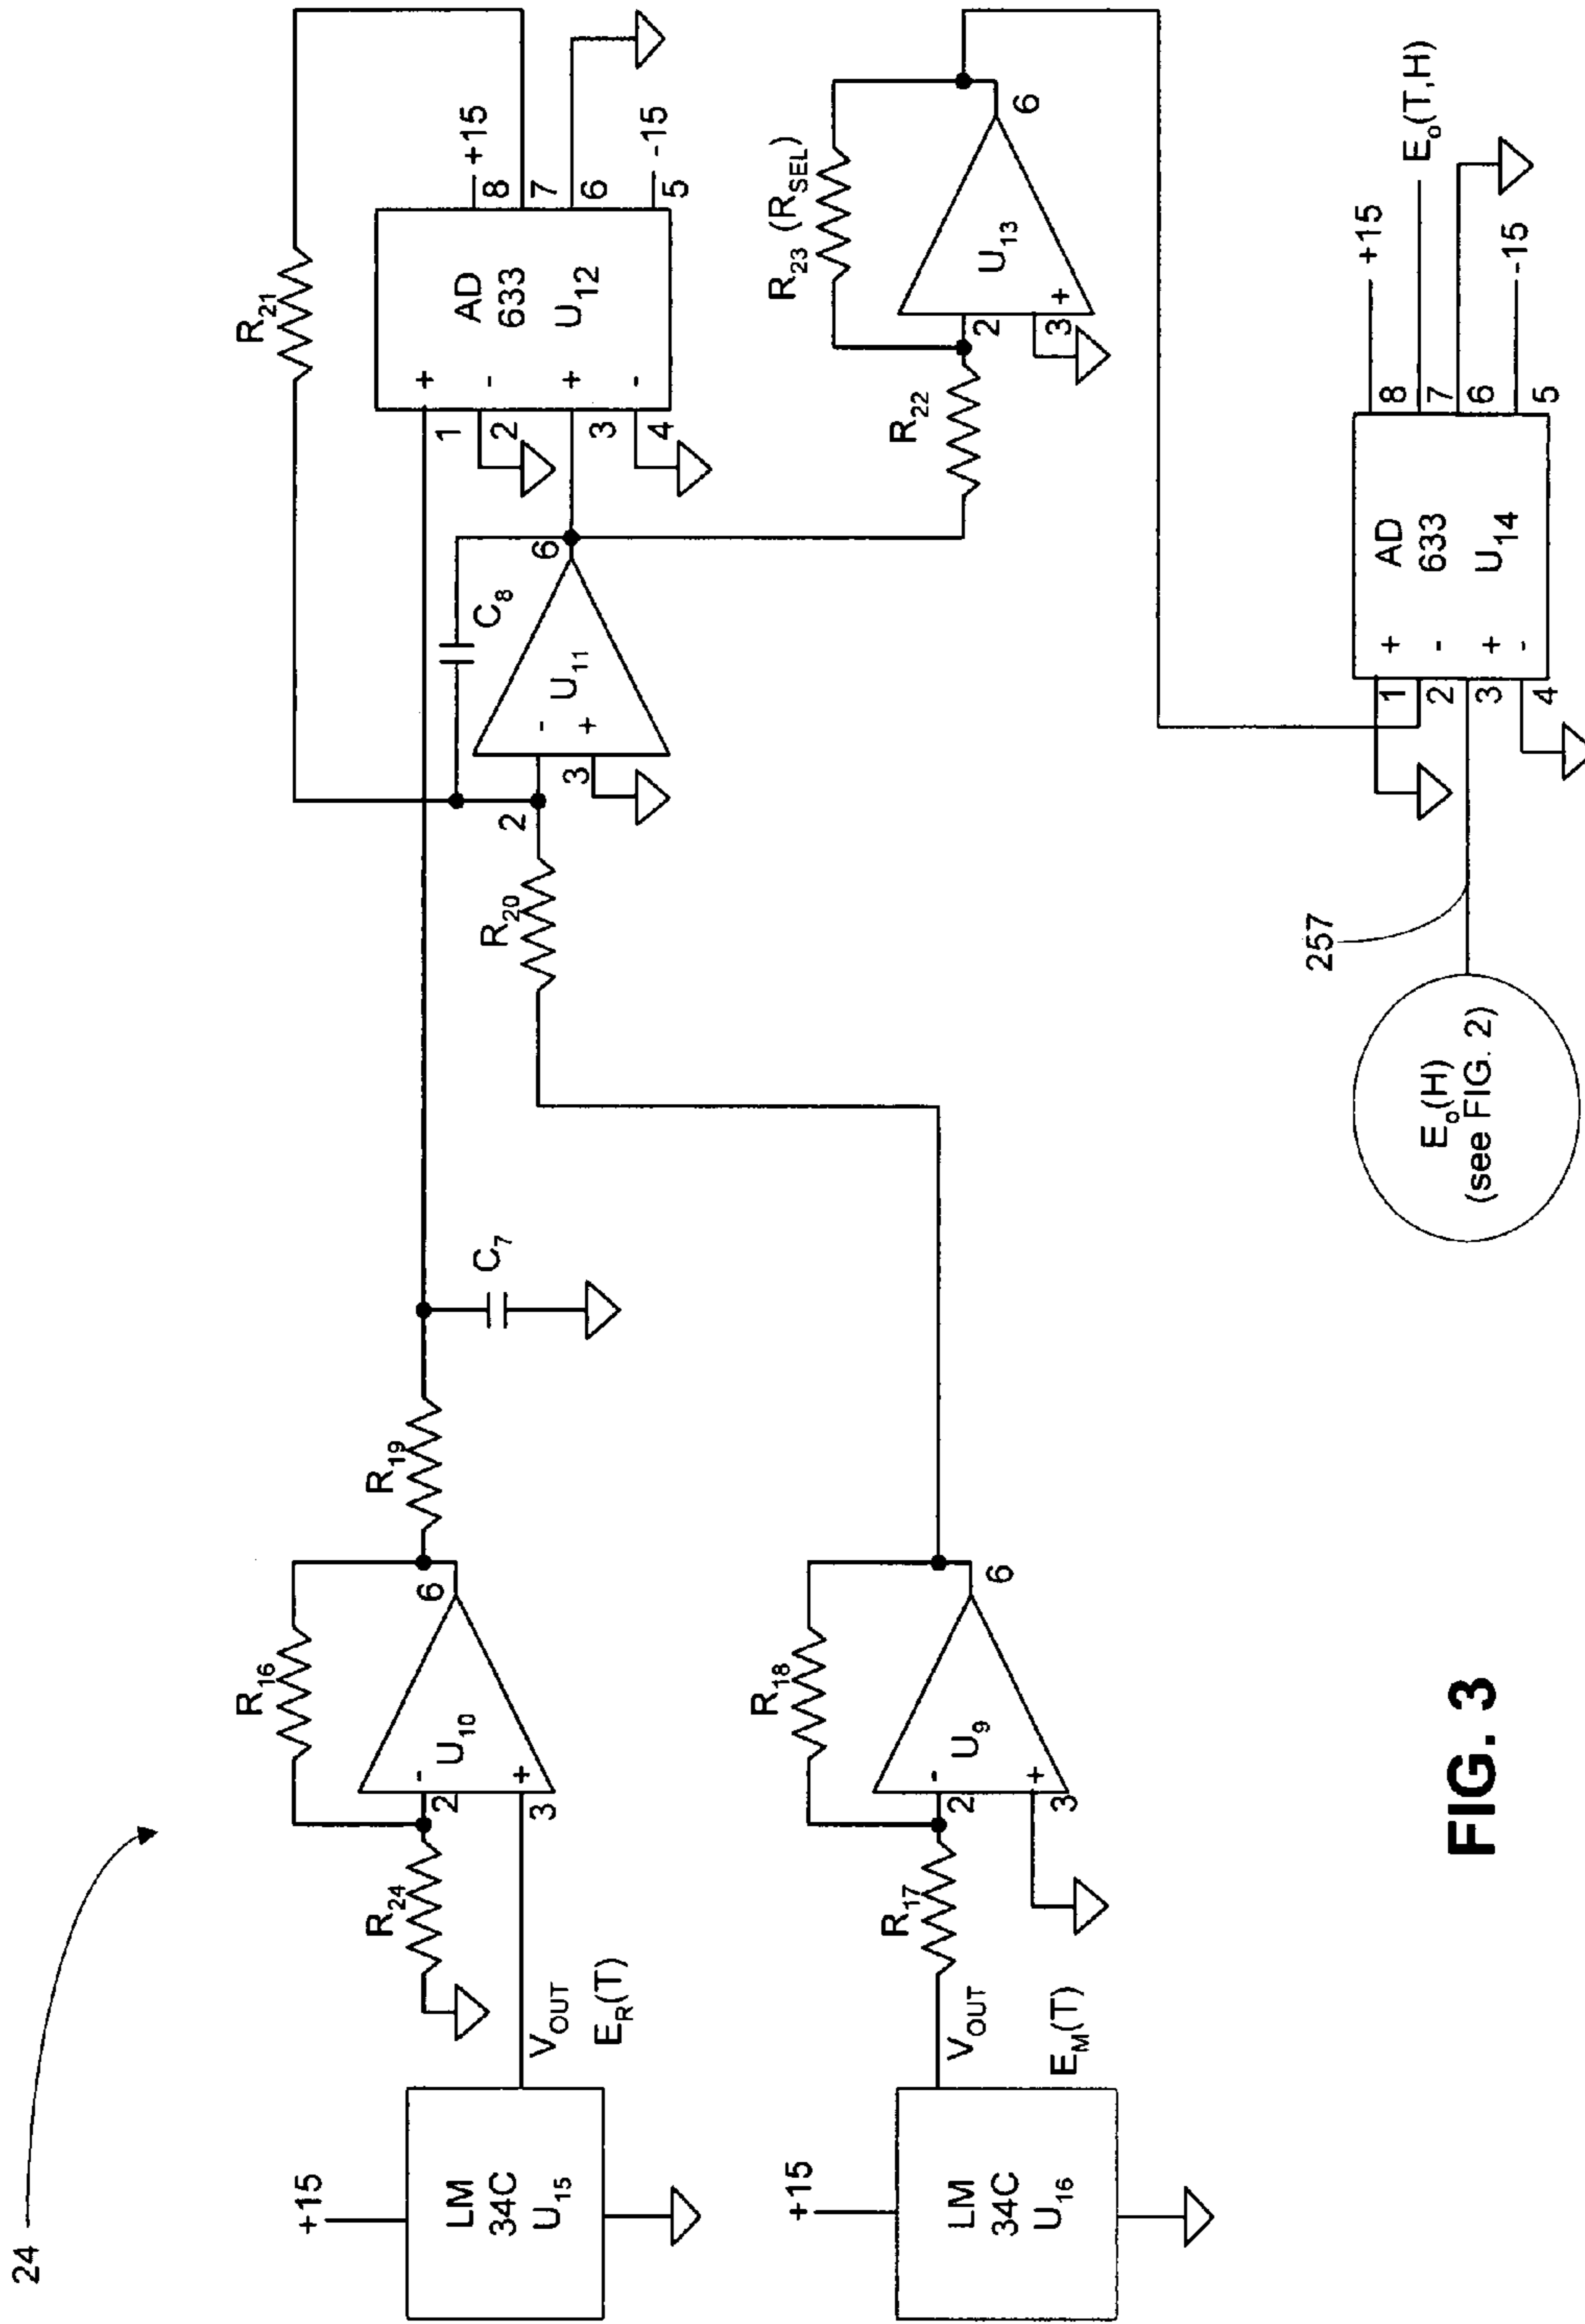 24
+15
LM
34C
U15
VOUT
ER(T)
R24
2
3
-
+
U10
R16
6
R19
C7
+15
LM
34C
U16
VOUT
EM(T)
R17
2
3
-
+
U9
R18
6
R20
2
3
-
+
U11
C8
6
R21
1
2
3
4
+
-
+
-
AD
633
U12
8
7
6
5
+15
-15
R22
2
3
+
U13
R23 (RSEL)
6
Eo(H)
(see FIG. 2)
257
1
2
3
4
+
-
+
-
AD
633
U14
8
7
6
5
+15
Eo(T,H)
-15
FIG. 3